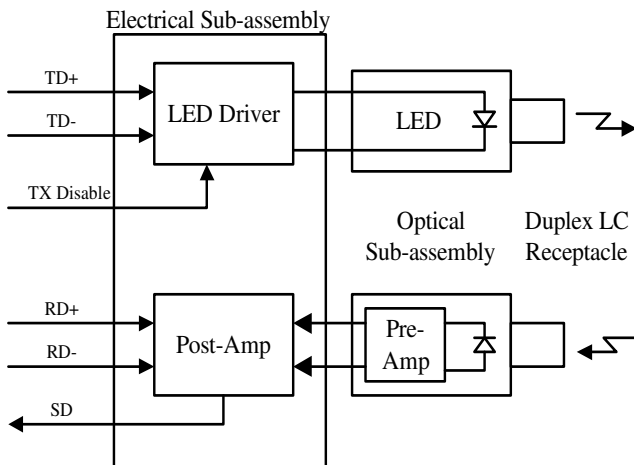 Electrical Sub-assembly
TD+
LED Driver
LED
TD-
TX Disable
Optical
Sub-assembly
Duplex LC
Receptacle
RD+
Post-Amp
Pre-
Amp
RD-
SD